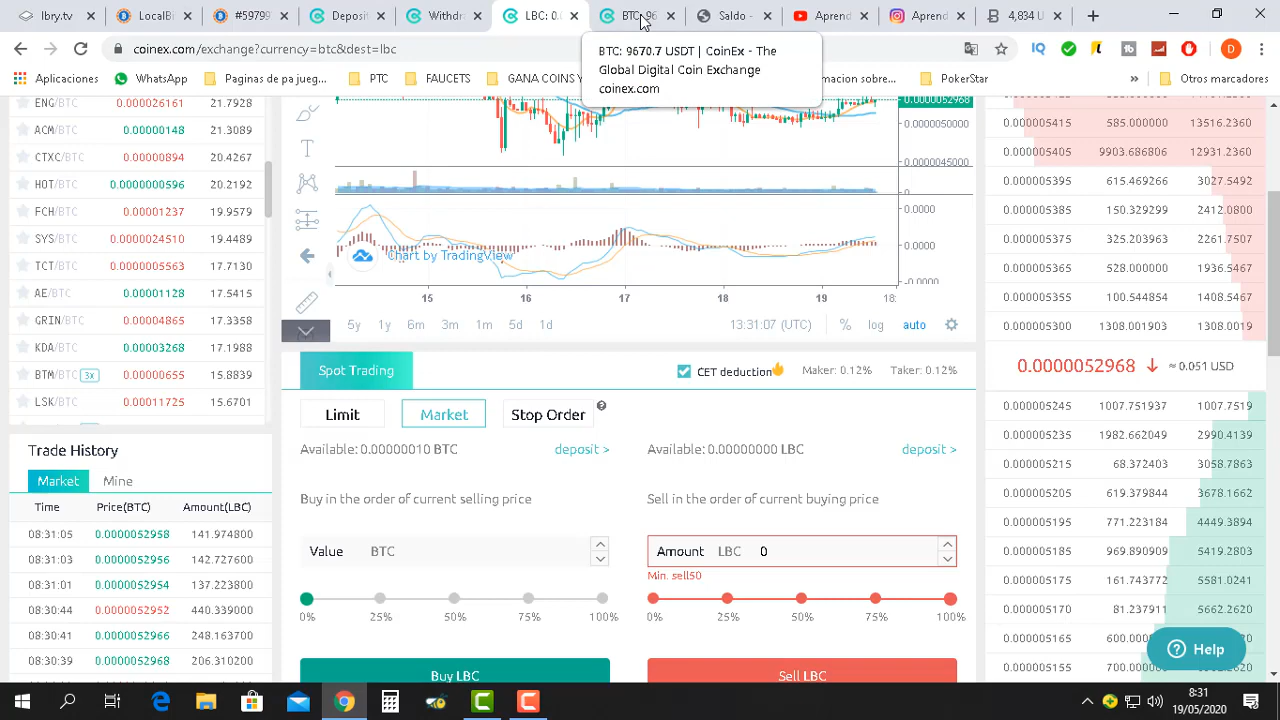 lbry.tv
LocalBi
#59799
Deposi
Withdr
LBC: 0.0
BTC: 96
Saldo -
Aprend
Aprend
4,834 c
coinex.com/exchange?currency=btc&dest=lbc
IQ
D
BTC: 9670.7 USDT | CoinEx - The
Global Digital Coin Exchange
coinex.com
Aplicaciones
WhatsApp
Paginas de pa jueg...
PTC
FAUCETS
GANA COINS Y
macion sobre...
PokerStar
»
Otros marcadores
ENG/BTC 0.00026161 21.7928
ACT/BTC 0.00000148 21.3089
CTXC/BTC 0.00000894 20.4267
HOT/BTC 0.0000000596 20.2192
FCH/BTC 0.00001237 19.9579
SYS/BTC 0.000024510 19.4489
TCT/BTC 0.0000005563 17.7130
AE/BTC 0.00001128 17.5415
GRIN/BTC 0.00004865 17.3358
KDA/BTC 0.00003268 17.1988
BTM/BTC 3x 0.00000655 15.8839
LSK/BTC 0.00011725 15.6701
Trade History
Market Mine
Time Price(BTC) Amount(LBC)
08:31:05 0.0000052958 141.974800
08:31:03 0.0000052956 142.727600
08:31:01 0.0000052954 137.223800
08:30:44 0.0000052952 440.339000
08:30:41 0.0000052966 248.163700
08:30:39 0.0000052968 206.310200
0.0000052968
0.0000050000
0.0000045000
0
0.0000
0.0000
-0.0000
Chart by TradingView
15 16 17 18 19 18:
5y 1y 6m 3m 1m 5d 1d
13:31:07 (UTC) % log auto
Spot Trading
CET deduction
Maker: 0.12% Taker: 0.12%
Limit Market Stop Order
Available: 0.00000010 BTC deposit >
Buy in the order of current selling price
Value BTC
0% 25% 50% 75% 100%
Buy LBC
Available: 0.00000000 LBC deposit >
Sell in the order of current buying price
Amount LBC 0
Min. sell50
0% 25% 50% 75% 100%
Sell LBC
0.000005415 585.000000 13516.2360
0.000005405 9903.686806 12931.2360
0.000005395 615.469266 3027.5492
0.000005385 150.329299 2412.0800
0.000005375 325.203963 2261.7507
0.000005365 528.000000 1936.5467
0.000005355 100.544854 1408.5467
0.000005300 1308.001903 1308.0019
0.0000052968 ↓ ≈ 0.051 USD
0.000005245 1007.751937 1007.7519
0.000005235 1982.662049 2990.4139
0.000005215 68.372403 3058.7863
0.000005205 619.379844 3678.1662
0.000005195 771.223184 4449.3894
0.000005185 969.890909 5419.2803
0.000005175 161.743772 5581.0241
0.000005170 81.237911 5662.2620
0.000005165 600.00
0.000005155 700.00
Help
8:31
19/05/2020